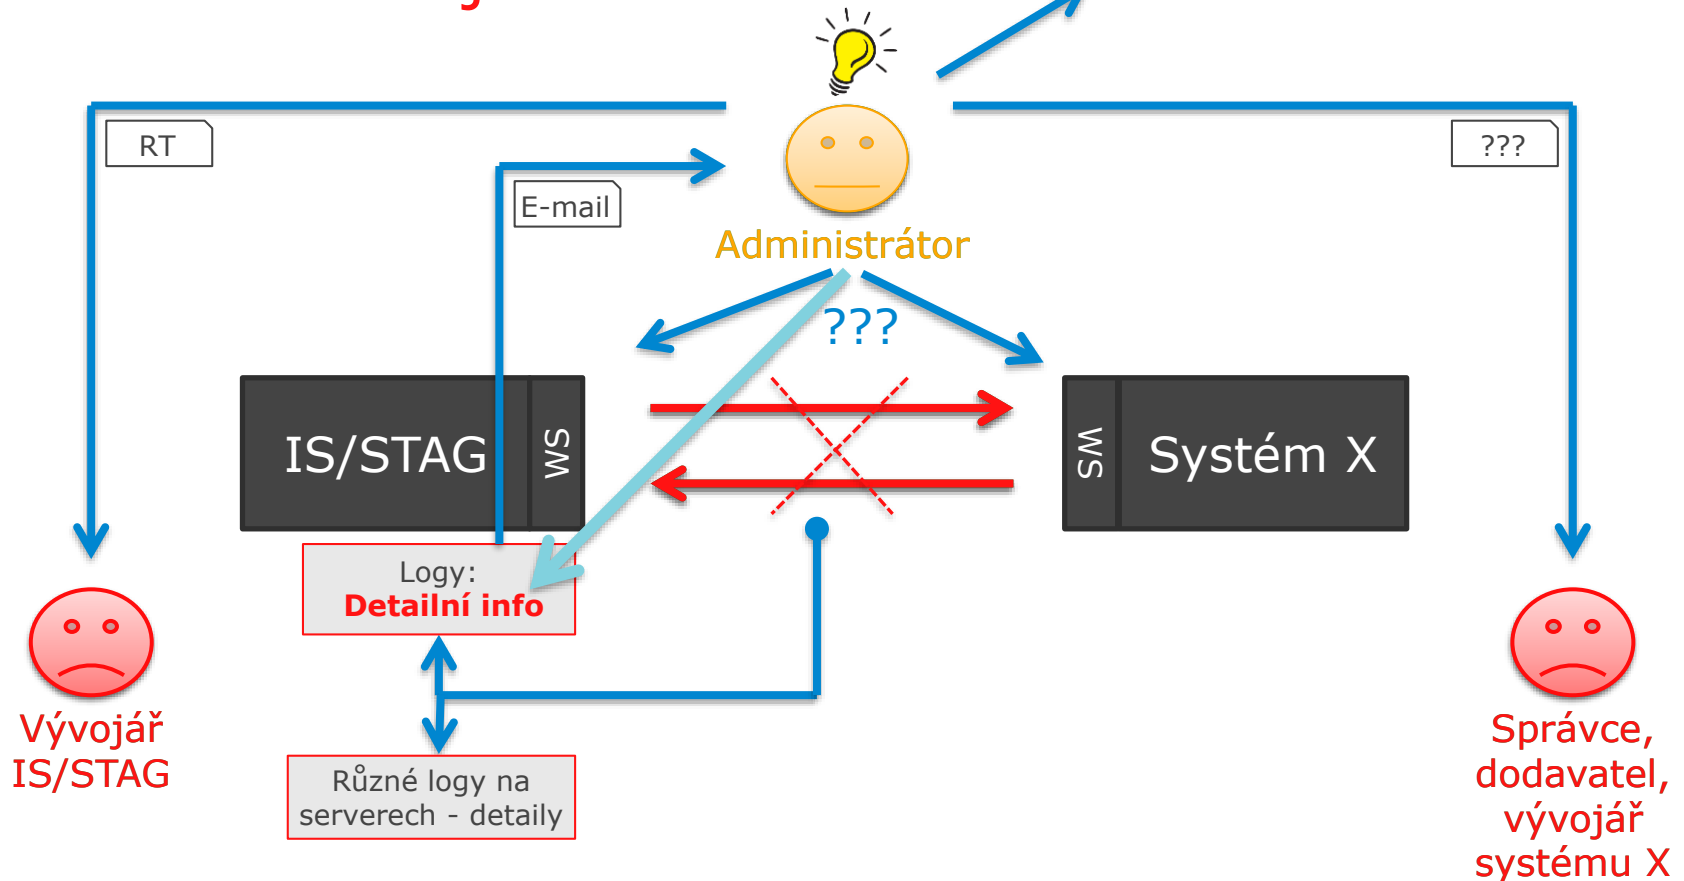 RT
???
E-mail
Administrátor
???
IS/STAG
WS
WS
Systém X
Logy:
Detailní info
Vývojář
IS/STAG
Různé logy na
serverech - detaily
Správce,
dodavatel,
vývojář
systému X